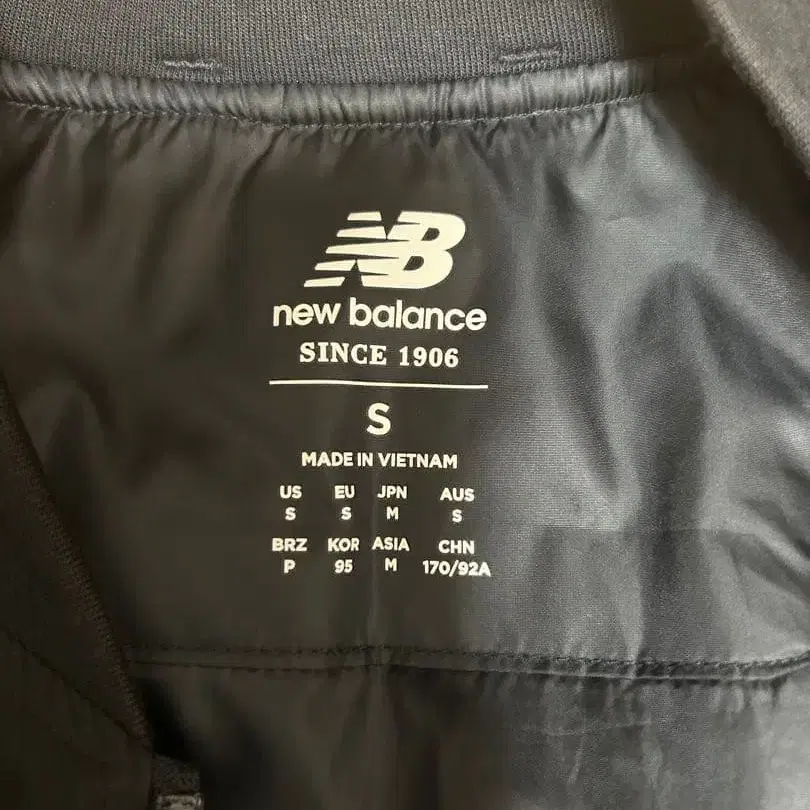 NB
new balance
SINCE 1906
S
MADE IN VIETNAM
US EU JPN AUS
S S M S
BRZ KOR ASIA CHN
P 95 M 170/92A